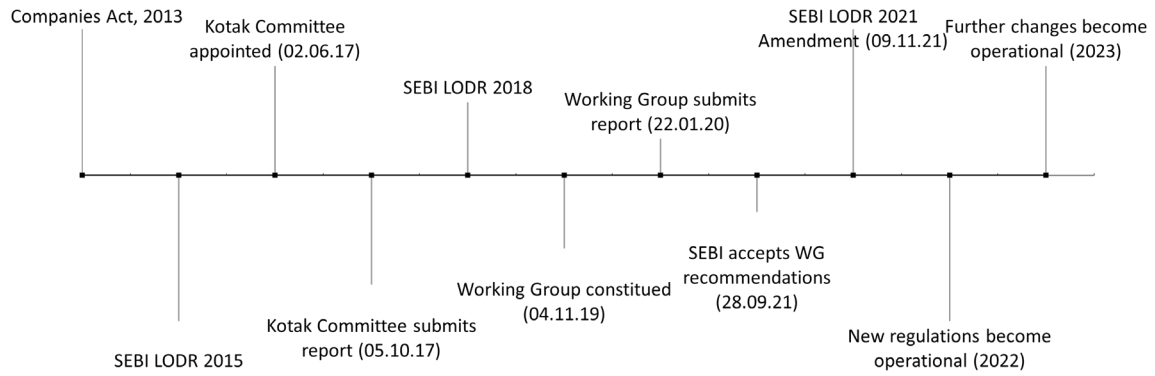 Companies Act, 2013
SEBI LODR 2015
Kotak Committee
appointed (02.06.17)
Kotak Committee submits
report (05.10.17)
SEBI LODR 2018
Working Group constitued
(04.11.19)
Working Group submits
report (22.01.20)
SEBI accepts WG
recommendations
(28.09.21)
SEBI LODR 2021
Amendment (09.11.21)
New regulations become
operational (2022)
Further changes become
operational (2023)